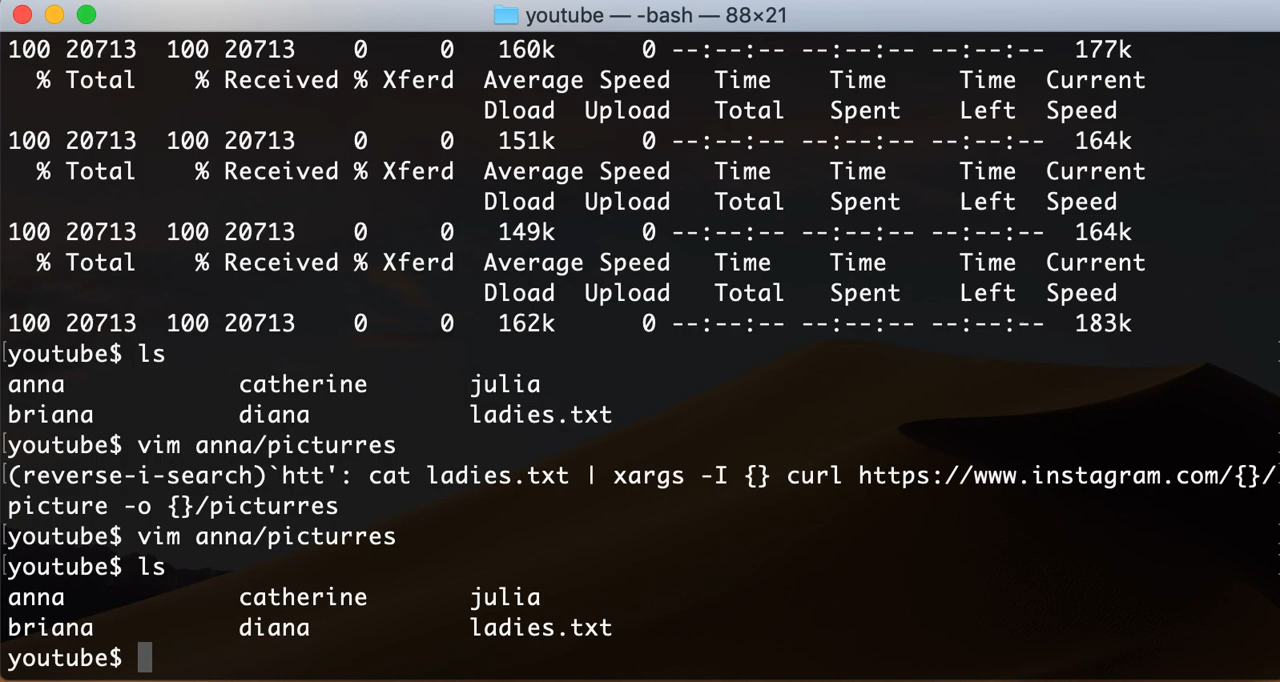 youtube — -bash — 88×21
100 20713 100 20713 0 0 160k 0 --:--:-- --:--:-- --:--:-- 177k
% Total % Received % Xferd Average Speed Time Time Time Current
Dload Upload Total Spent Left Speed
100 20713 100 20713 0 0 151k 0 --:--:-- --:--:-- --:--:-- 164k
% Total % Received % Xferd Average Speed Time Time Time Current
Dload Upload Total Spent Left Speed
100 20713 100 20713 0 0 149k 0 --:--:-- --:--:-- --:--:-- 164k
% Total % Received % Xferd Average Speed Time Time Time Current
Dload Upload Total Spent Left Speed
100 20713 100 20713 0 0 162k 0 --:--:-- --:--:-- --:--:-- 183k
[youtube$ ls
anna catherine julia
briana diana ladies.txt
[youtube$ vim anna/picturres
[(reverse-i-search)`htt': cat ladies.txt | xargs -I {} curl https://www.instagram.com/{}/
picture -o {}/picturres
[youtube$ vim anna/picturres
[youtube$ ls
anna catherine julia
briana diana ladies.txt
youtube$